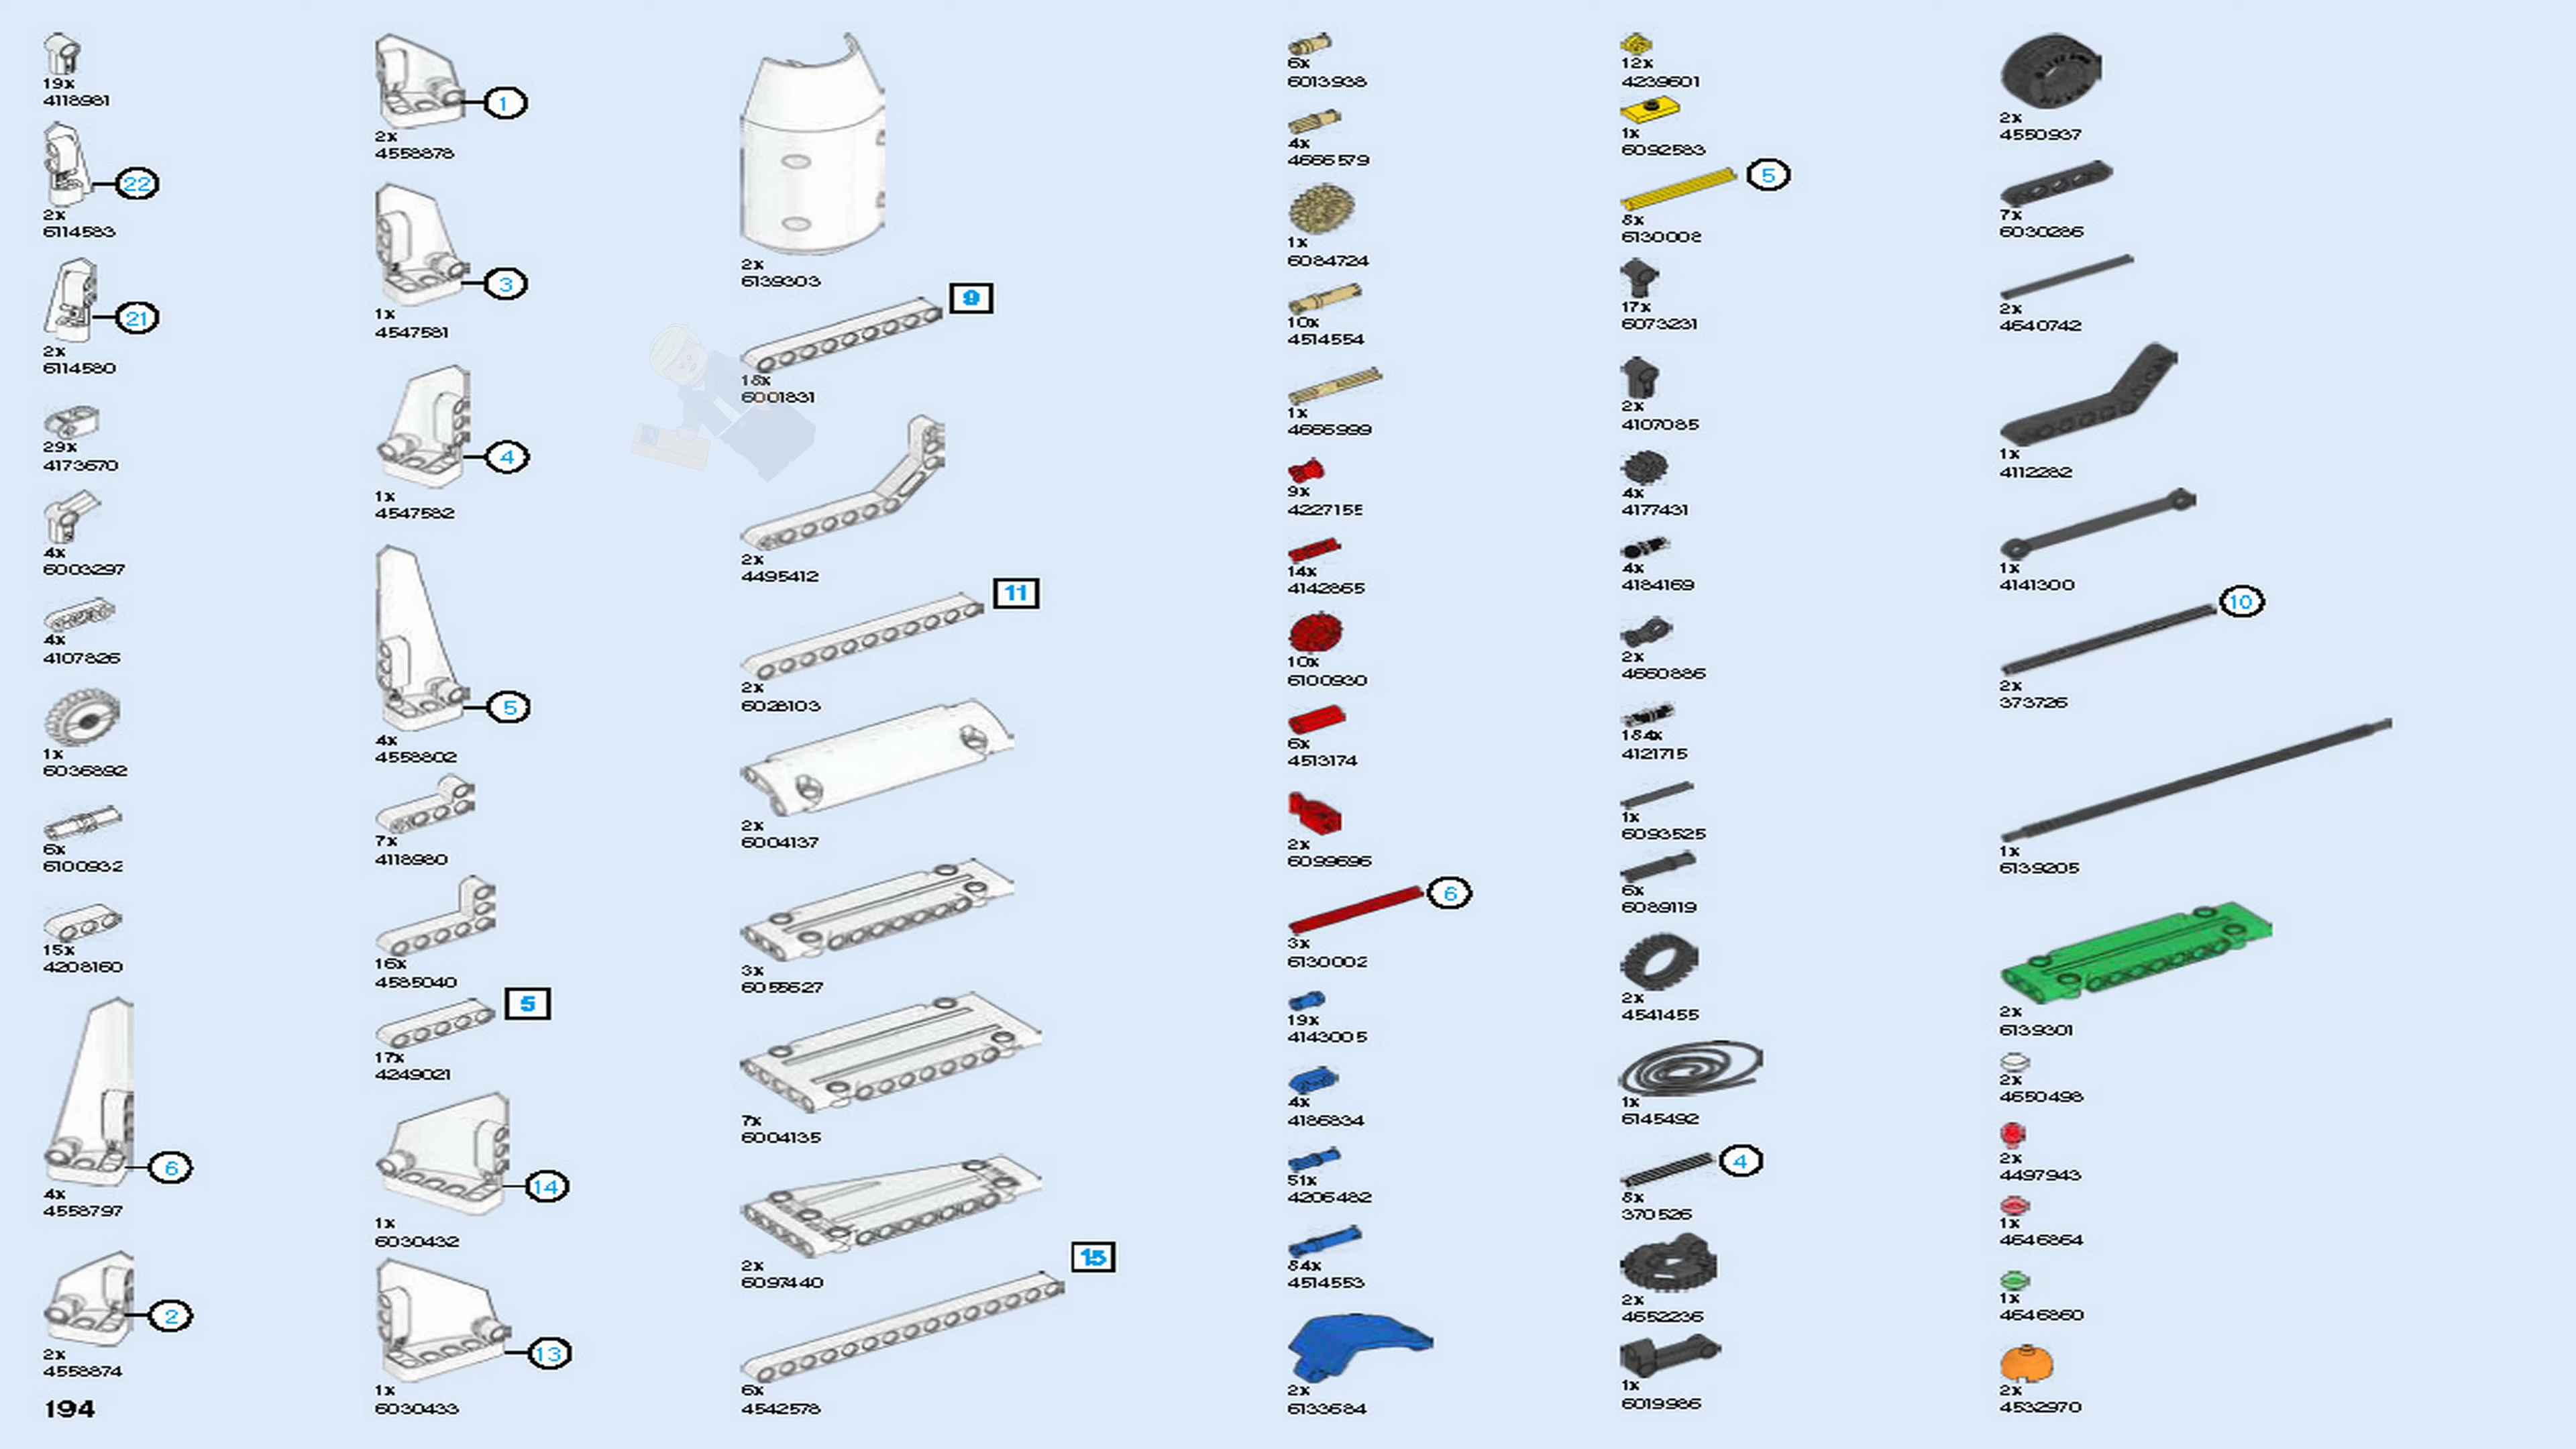 19x
4118981
22
2x
6114583
21
2x
6114580
29x
4173670
4x
6003297
4x
4107826
1x
6036892
6x
6100932
15x
4208160
6
4x
4558797
2
2x
4558874
194
1
2x
4558878
3
1x
4547581
4
1x
4547582
5
4x
4558802
7x
4118980
16x
4585040
5
17x
4249021
14
1x
6030432
13
1x
6030433
2x
6139303
9
18x
6001831
2x
4495412
11
2x
6028103
2x
6004137
3x
6055627
7x
6004135
2x
6097440
15
6x
4542578
6x
6013938
4x
4666579
1x
6084724
10x
4514554
1x
4666999
9x
4227155
14x
4142865
10x
6100930
6x
4513174
2x
6099696
6
3x
6130002
19x
4143005
4x
4186834
51x
4206482
84x
4514553
2x
6133684
12x
4239601
1x
6092583
5
8x
6130008
17x
6073231
2x
4107085
4x
4177431
4x
4184169
2x
4660886
184x
4121715
1x
6093525
6x
6089119
2x
4541455
1x
6145492
4
8x
370526
2x
4652236
1x
6019986
2x
4550937
7x
6030286
2x
4640742
1x
4112282
1x
4141300
10
2x
373726
1x
6139205
2x
6139301
2x
4650498
2x
4497943
1x
4646864
1x
4646860
2x
4532970